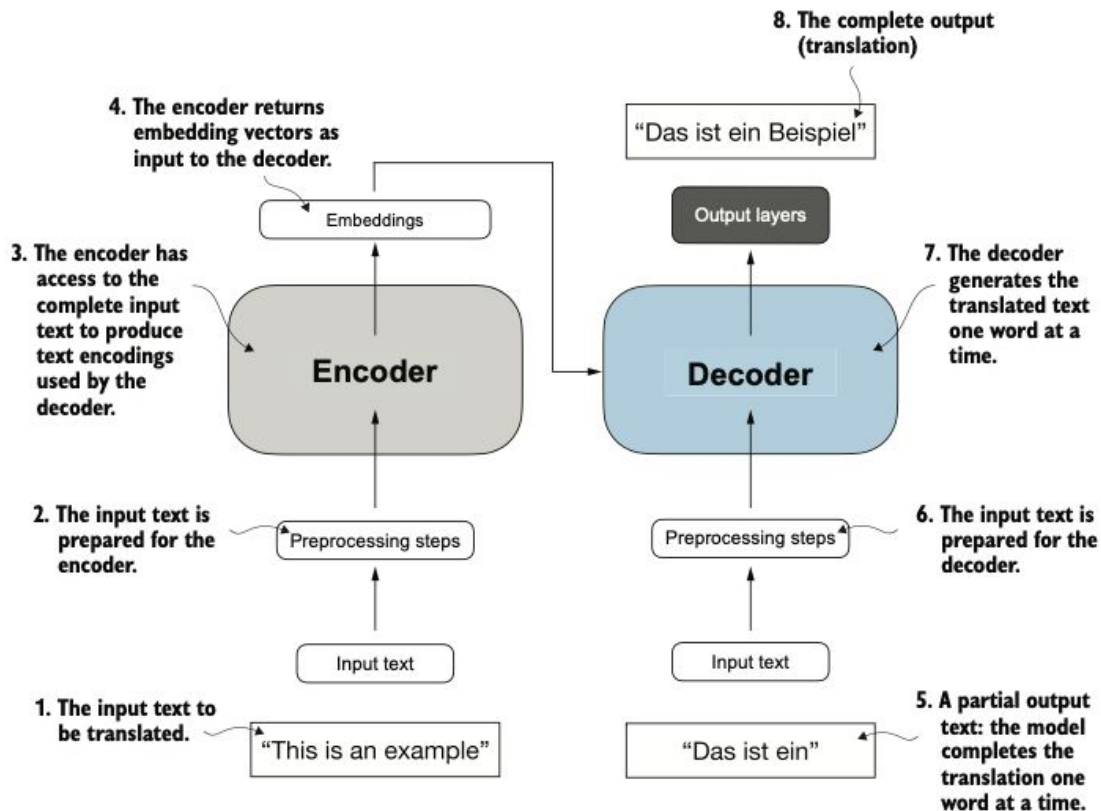 8. The complete output
(translation)
4. The encoder returns
embedding vectors as
input to the decoder.
“Das ist ein Beispiel”
Embeddings
Output layers
3. The encoder has
access to the
complete input
text to produce
text encodings
used by the
decoder.
7. The decoder
generates the
translated text
one word at a
time.
Encoder
Decoder
2. The input text is
prepared for the
encoder.
Preprocessing steps
Preprocessing steps
6. The input text is
prepared for the
decoder.
Input text
Input text
1. The input text to
be translated.
“This is an example”
“Das ist ein”
5. A partial output
text: the model
completes the
translation one
word at a time.